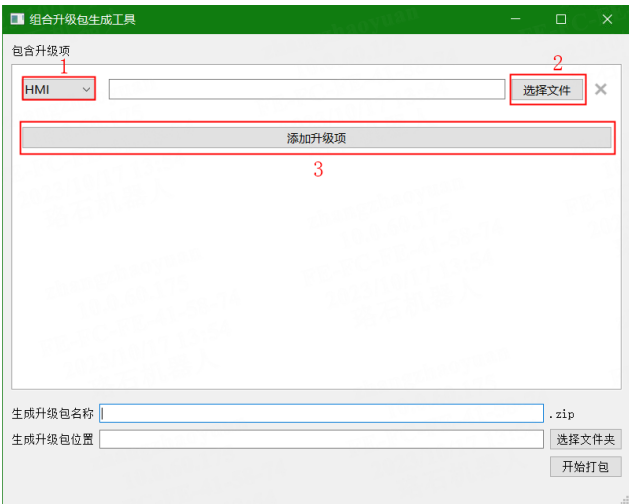 组合升级包生成工具
包含升级项
1
2
HMI
选择文件
添加升级项
3
生成升级包名称
.zip
生成升级包位置
选择文件夹
开始打包